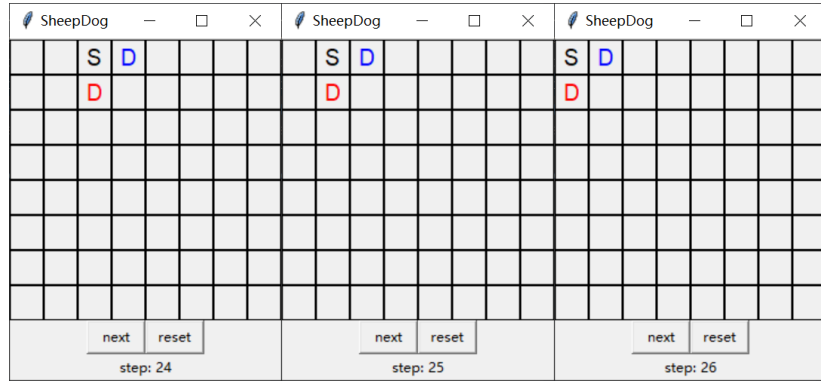 SheepDog
S D
D
next reset
step: 24
SheepDog
S D
D
next reset
step: 25
SheepDog
S D
D
next reset
step: 26